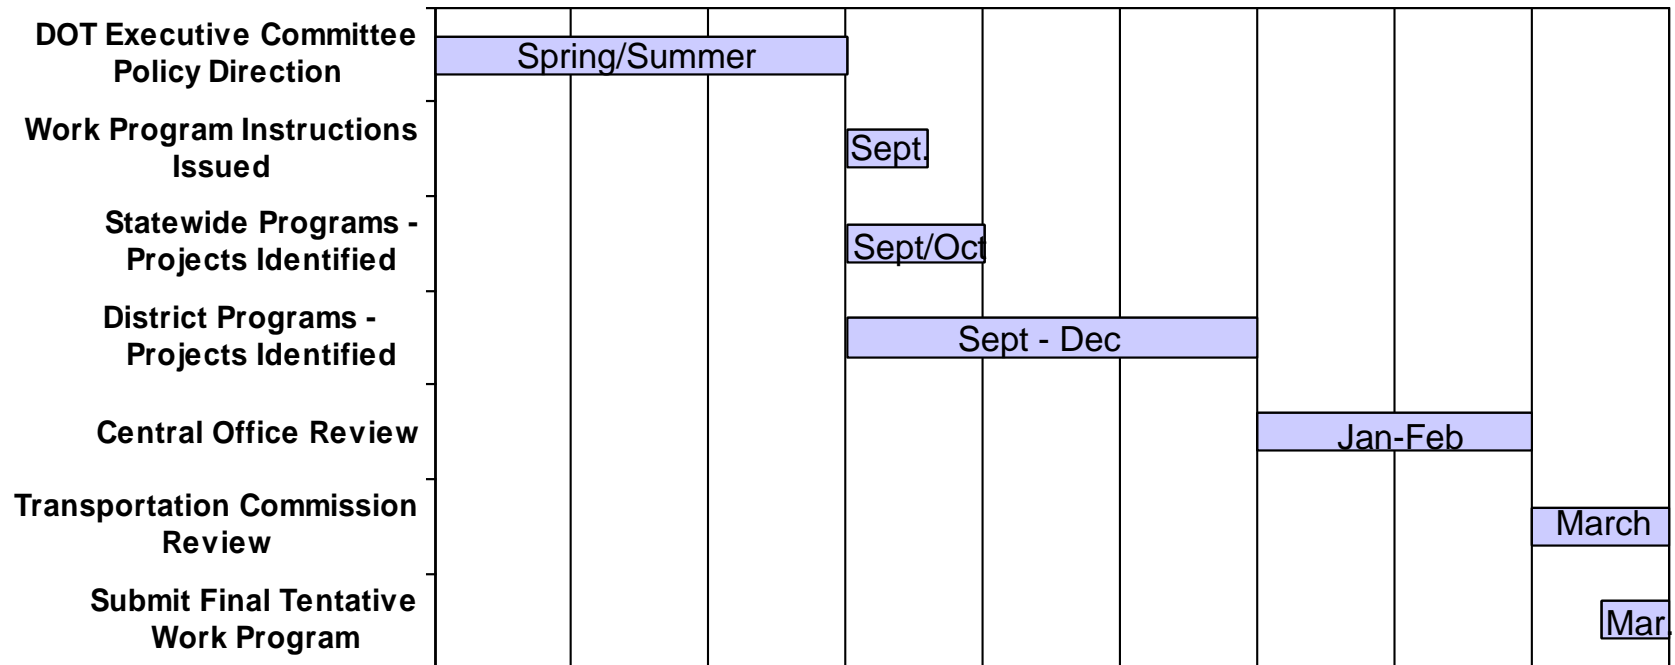 DOT Executive Committee
Policy Direction
Spring/Summer
Work Program Instructions
Issued
Sept.
Statewide Programs -
Projects Identified
Sept/Oct
District Programs -
Projects Identified
Sept - Dec
Central Office Review
Jan-Feb
Transportation Commission
Review
March
Submit Final Tentative
Work Program
Mar.